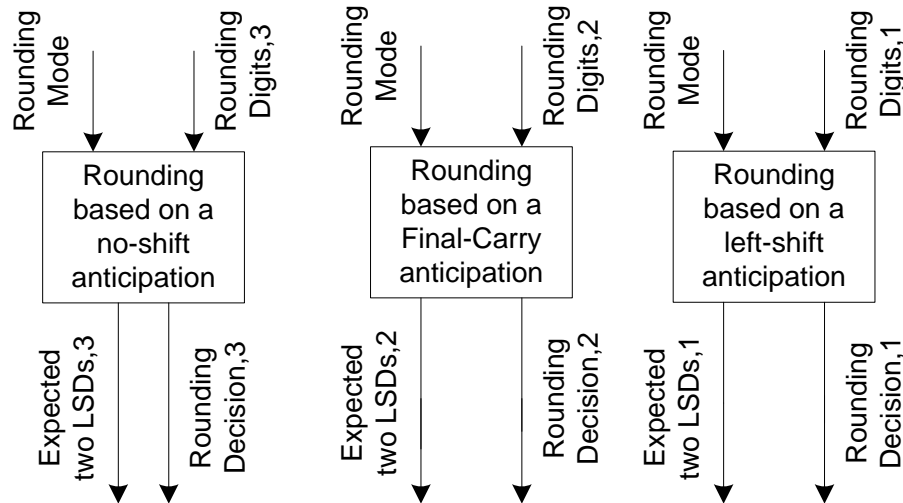 Rounding
Mode
Rounding
Digits,3
Rounding
based on a
no-shift
anticipation
Expected
two LSDs,3
Rounding
Decision,3
Rounding
Mode
Rounding
Digits,2
Rounding
based on a
Final-Carry
anticipation
Expected
two LSDs,2
Rounding
Decision,2
Rounding
Mode
Rounding
Digits,1
Rounding
based on a
left-shift
anticipation
Expected
two LSDs,1
Rounding
Decision,1